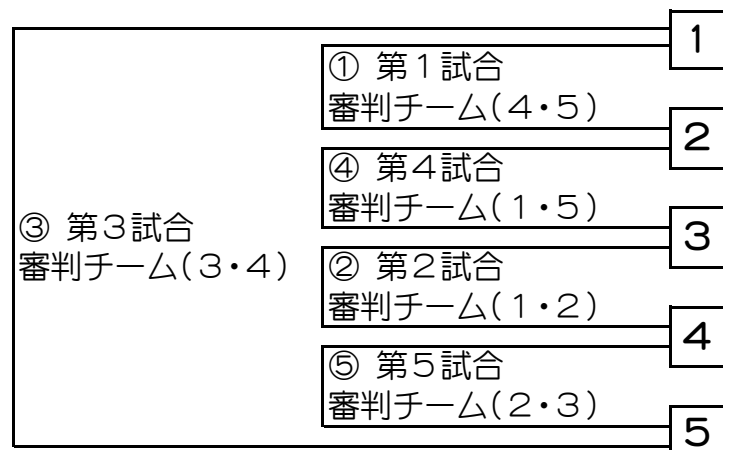 1
① 第１試合
審判チーム(４・５)
2
④ 第４試合
審判チーム(１・５)
③ 第３試合
審判チーム(３・４)
3
② 第２試合
審判チーム(１・２)
4
⑤ 第５試合
審判チーム(２・３)
5